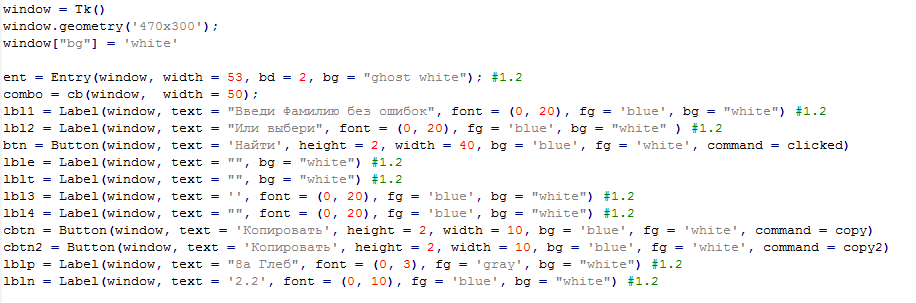 window = Tk()
window.geometry('470x300');
window["bg"] = 'white'
ent = Entry(window, width = 53, bd = 2, bg = "ghost white"); #1.2
combo = cb(window,  width = 50);
lbl1 = Label(window, text = "Введи Фамилию без ошибок", font = (0, 20), fg = 'blue', bg = "white") #1.2
lbl2 = Label(window, text = "Или выбери", font = (0, 20), fg = 'blue', bg = "white" ) #1.2
btn = Button(window, text = 'Найти', height = 2, width = 40, bg = 'blue', fg = 'white', command = clicked)
lble = Label(window, text = "", bg = "white") #1.2
lblt = Label(window, text = "", bg = "white") #1.2
lbl3 = Label(window, text = '', font = (0, 20), fg = 'blue', bg = "white") #1.2
lbl4 = Label(window, text = "", font = (0, 20), fg = 'blue', bg = "white") #1.2
cbtn = Button(window, text = 'Копировать', height = 2, width = 10, bg = 'blue', fg = 'white', command = copy)
cbtn2 = Button(window, text = 'Копировать', height = 2, width = 10, bg = 'blue', fg = 'white', command = copy2)
lblp = Label(window, text = "8а Глеб", font = (0, 3), fg = 'gray', bg = "white") #1.2
lbln = Label(window, text = '2.2', font = (0, 10), fg = 'blue', bg = "white") #1.2